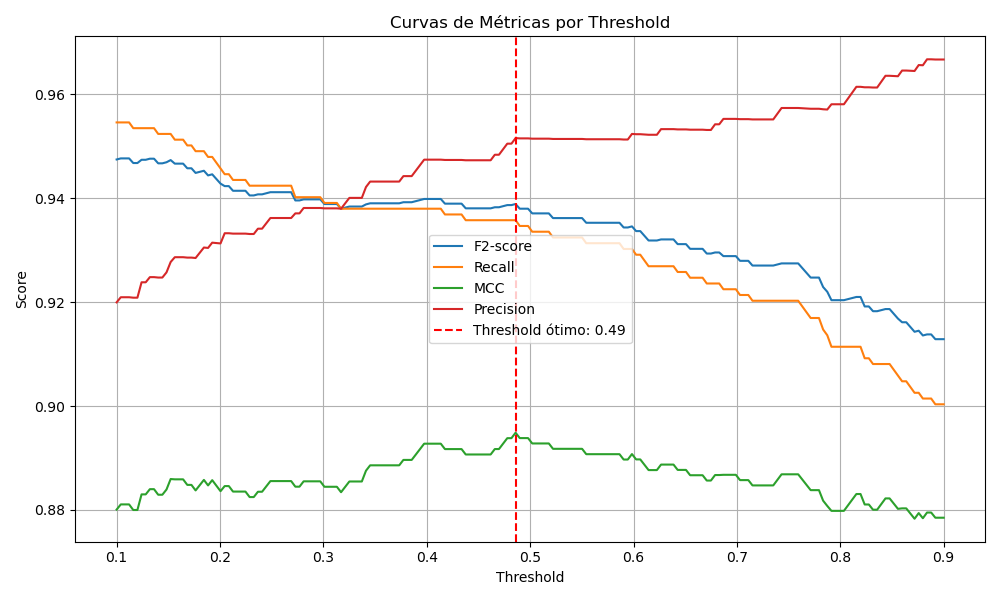 Curvas de Métricas por Threshold
Score
0.96
0.94
0.92
0.90
0.88
F2-score
Recall
MCC
Precision
Threshold ótimo: 0.49
0.1 0.2 0.3 0.4 0.5 0.6 0.7 0.8 0.9
Threshold